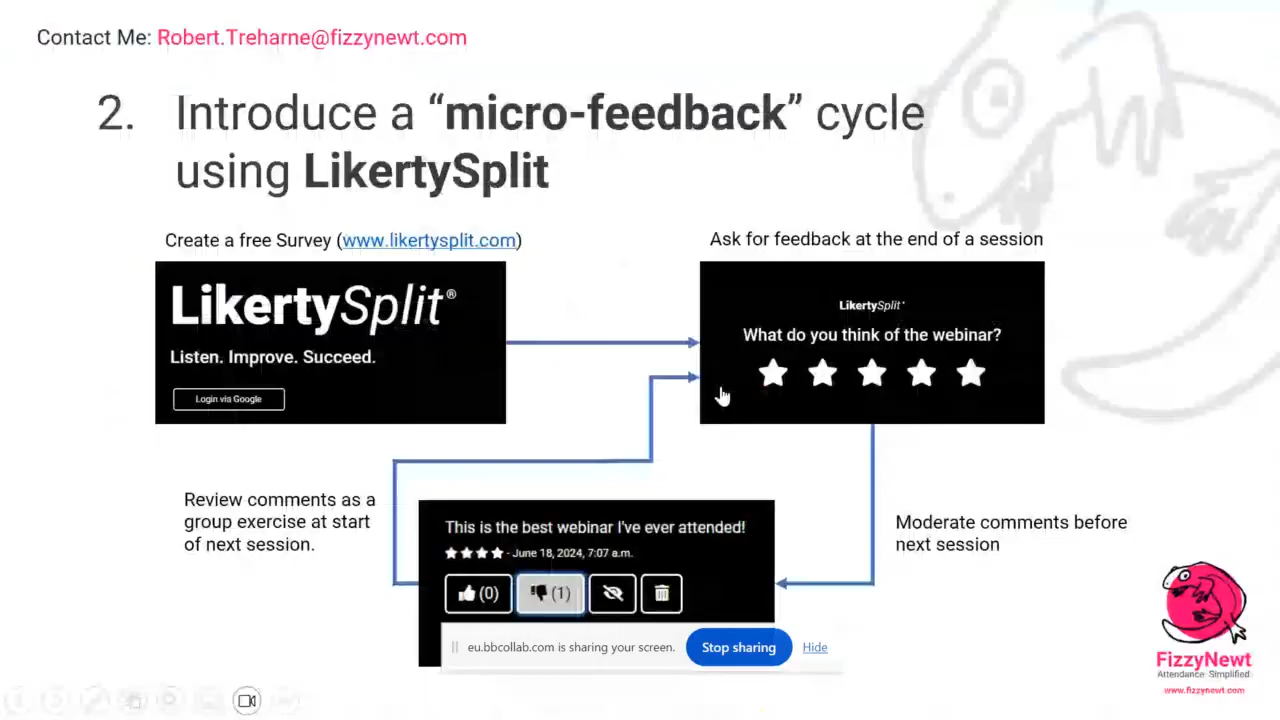 Contact Me: Robert.Treharne@fizzynewt.com
2. Introduce a “micro-feedback” cycle
using LikertySplit
Create a free Survey (www.likertysplit.com)
Ask for feedback at the end of a session
LikertySplit®
Listen. Improve. Succeed.
Login via Google
LikertySplit
What do you think of the webinar?
Review comments as a
group exercise at start
of next session.
This is the best webinar I've ever attended!
- June 18, 2024, 7:07 a.m.
(0)
(1)
Moderate comments before
next session
eu.bbcollab.com is sharing your screen.
Stop sharing
Hide
FizzyNewt
Attendance. Simplified.
www.fizzynewt.com